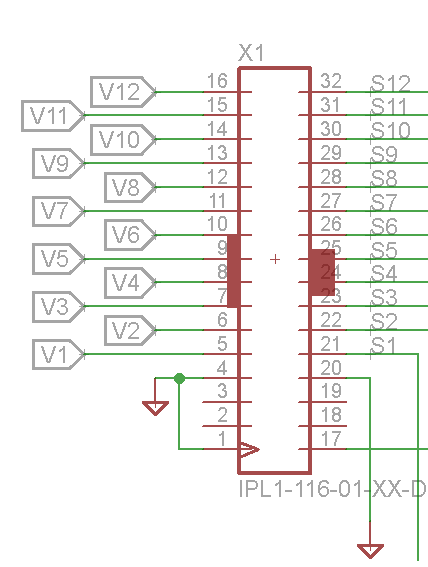 X1
V12 16 32 S12
V11 15 31 S11
V10 14 30 S10
V9 13 29 S9
V8 12 28 S8
V7 11 27 S7
V6 10 26 S6
V5 9 25 S5
V4 8 24 S4
V3 7 23 S3
V2 6 22 S2
V1 5 21 S1
4 20
3 19
2 18
1 17
IPL1-116-01-XX-D